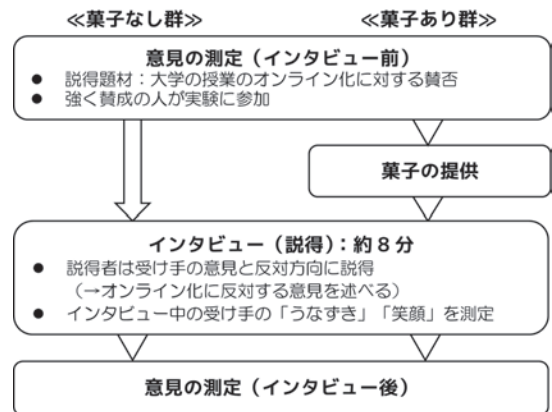 ≪菓子なし群≫ ≪菓子あり群≫
意見の測定（インタビュー前）
● 説得題材：大学の授業のオンライン化に対する賛否
● 強く賛成の人が実験に参加
菓子の提供
インタビュー（説得）：約８分
● 説得者は受け手の意見と反対方向に説得
（→オンライン化に反対する意見を述べる）
● インタビュー中の受け手の「うなずき」「笑顔」を測定
意見の測定（インタビュー後）